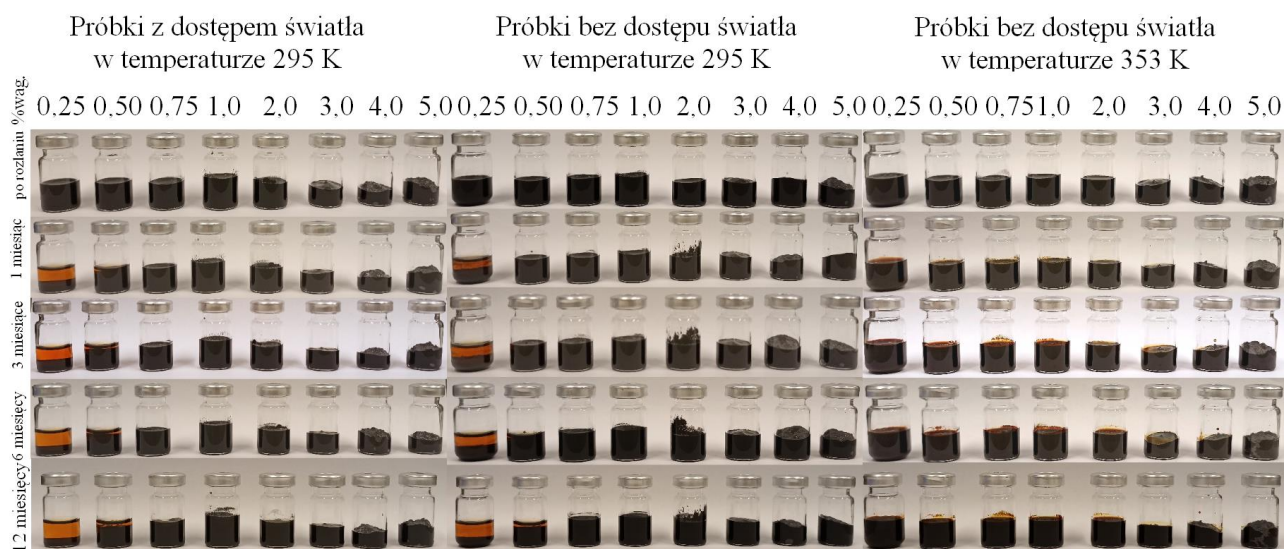 Próbki z dostępem światła
w temperaturze 295 K
Próbki bez dostępu światła
w temperaturze 295 K
Próbki bez dostępu światła
w temperaturze 353 K
%wag.
0,25 0,50 0,75 1,0 2,0 3,0 4,0 5,0
0,25 0,50 0,75 1,0 2,0 3,0 4,0 5,0
0,25 0,50 0,75 1,0 2,0 3,0 4,0 5,0
po rozlaniu
1 miesiąc
3 miesiące
6 miesięcy
12 miesięcy